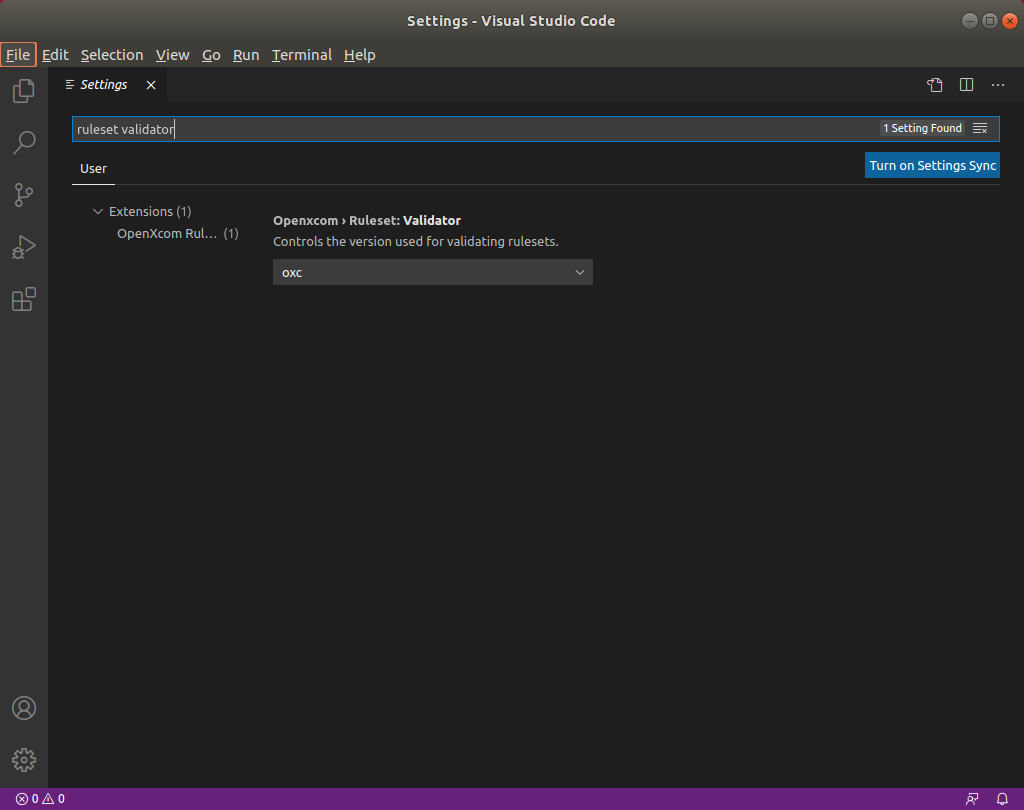 Settings - Visual Studio Code
File Edit Selection View Go Run Terminal Help
Settings
ruleset validator
1 Setting Found
User
Turn on Settings Sync
Extensions (1)
OpenXcom Rul... (1)
Openxcom › Ruleset: Validator
Controls the version used for validating rulesets.
oxc
0 0